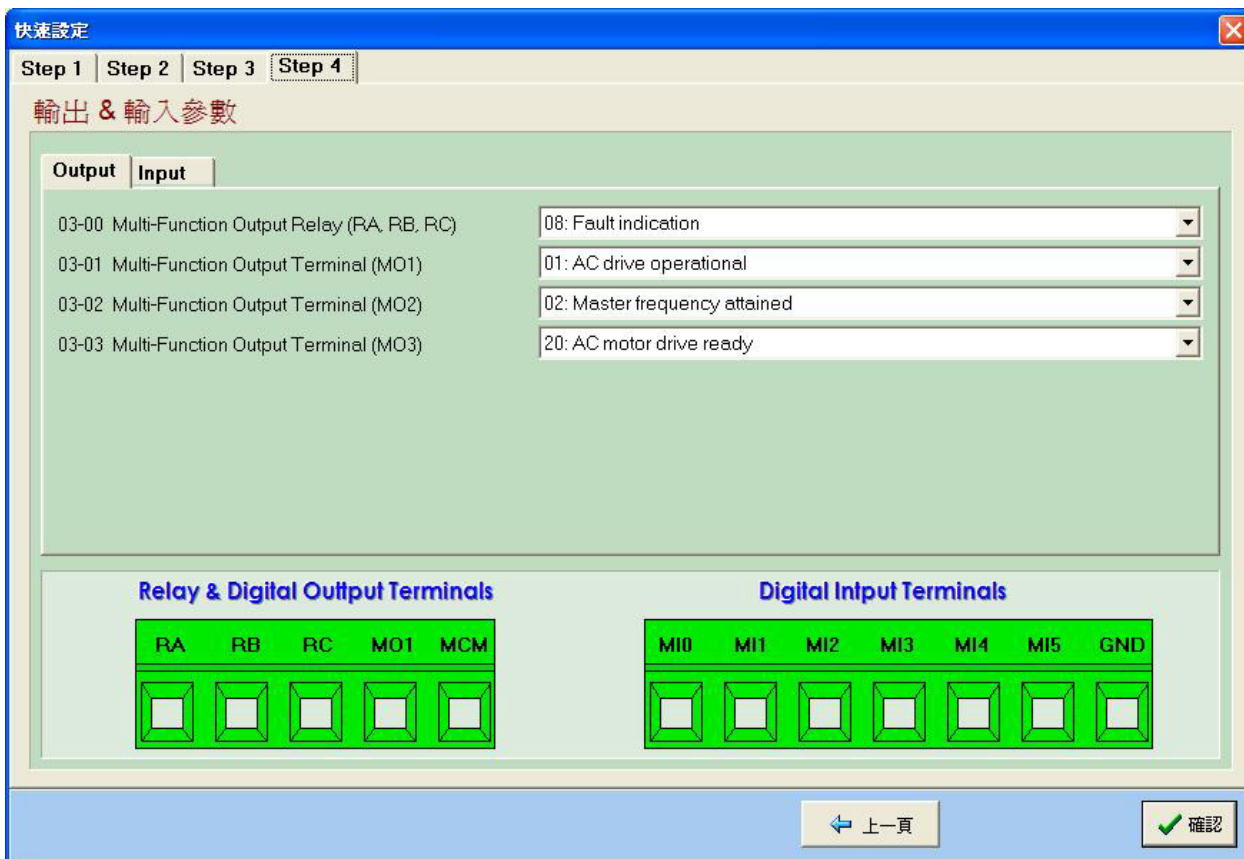 快速設定
Step 1 Step 2 Step 3 Step 4
輸出 & 輸入參數
Output Input
03-00 Multi-Function Output Relay (RA, RB, RC) 08: Fault indication
03-01 Multi-Function Output Terminal (MO1) 01: AC drive operational
03-02 Multi-Function Output Terminal (MO2) 02: Master frequency attained
03-03 Multi-Function Output Terminal (MO3) 20: AC motor drive ready
Relay & Digital Outtput Terminals Digital Intput Terminals
RA RB RC MO1 MCM MI0 MI1 MI2 MI3 MI4 MI5 GND
上一頁 確認